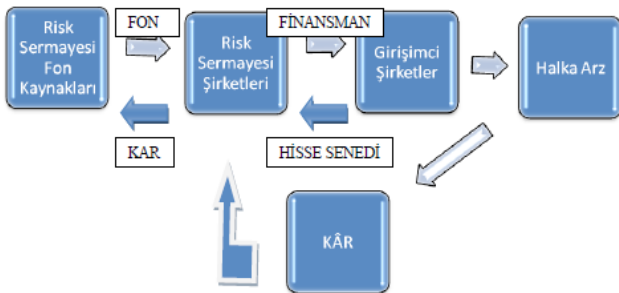 FON
FİNANSMAN
Risk
Sermayesi
Fon
Kaynakları
Risk
Sermayesi
Şirketleri
Girişimci
Şirketler
Halka Arz
KAR
HİSSE SENEDİ
KÂR